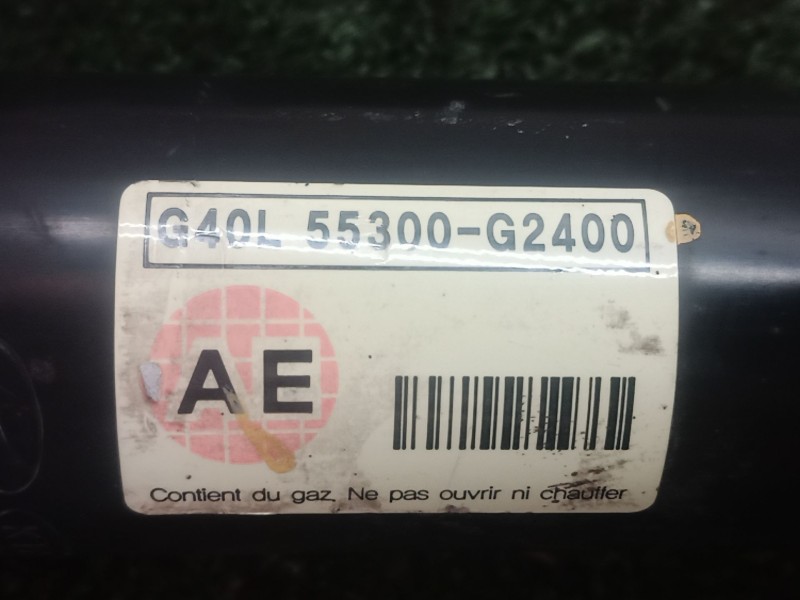 G40L 55300-G2400
AE
Contient du gaz. Ne pas ouvrir ni chauffer